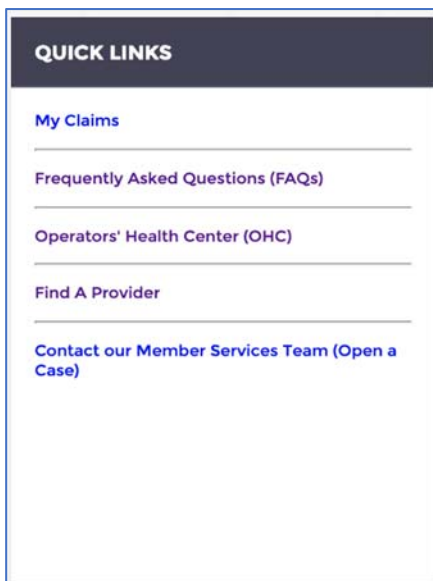 QUICK LINKS
My Claims
Frequently Asked Questions (FAQs)
Operators' Health Center (OHC)
Find A Provider
Contact our Member Services Team (Open a
Case)